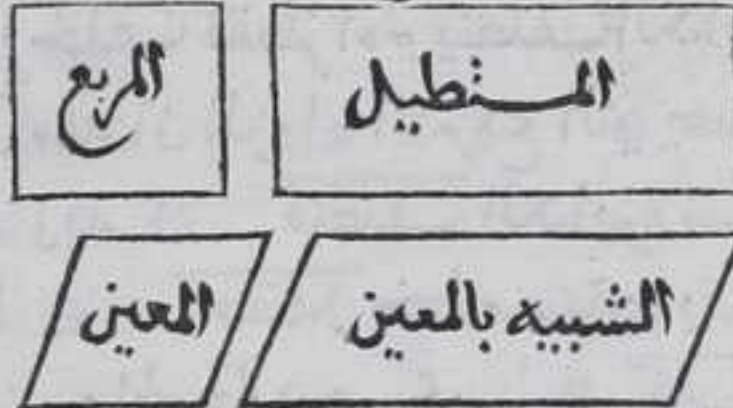 المستطيل
المربع
الشبيه بالمعين
المعين